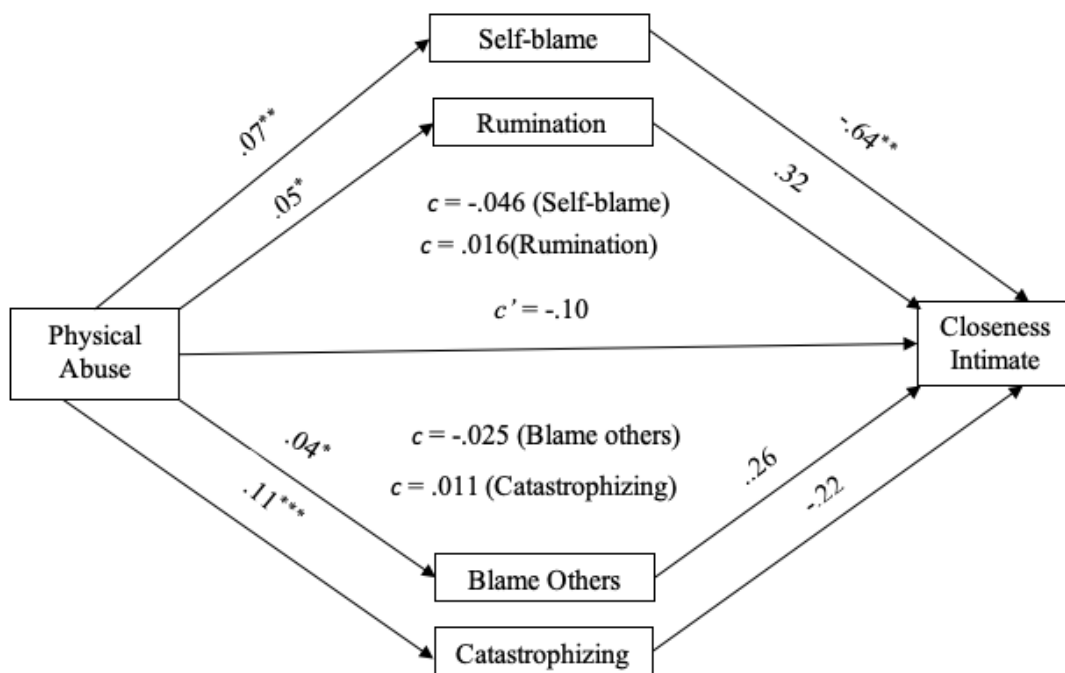 Self-blame
.07**
-.64**
Rumination
.05*
.32
c = -.046 (Self-blame)
c = .016(Rumination)
c' = -.10
Physical
Abuse
Closeness
Intimate
.04*
c = -.025 (Blame others)
.11***
c = .011 (Catastrophizing)
..26
-.22
Blame Others
Catastrophizing